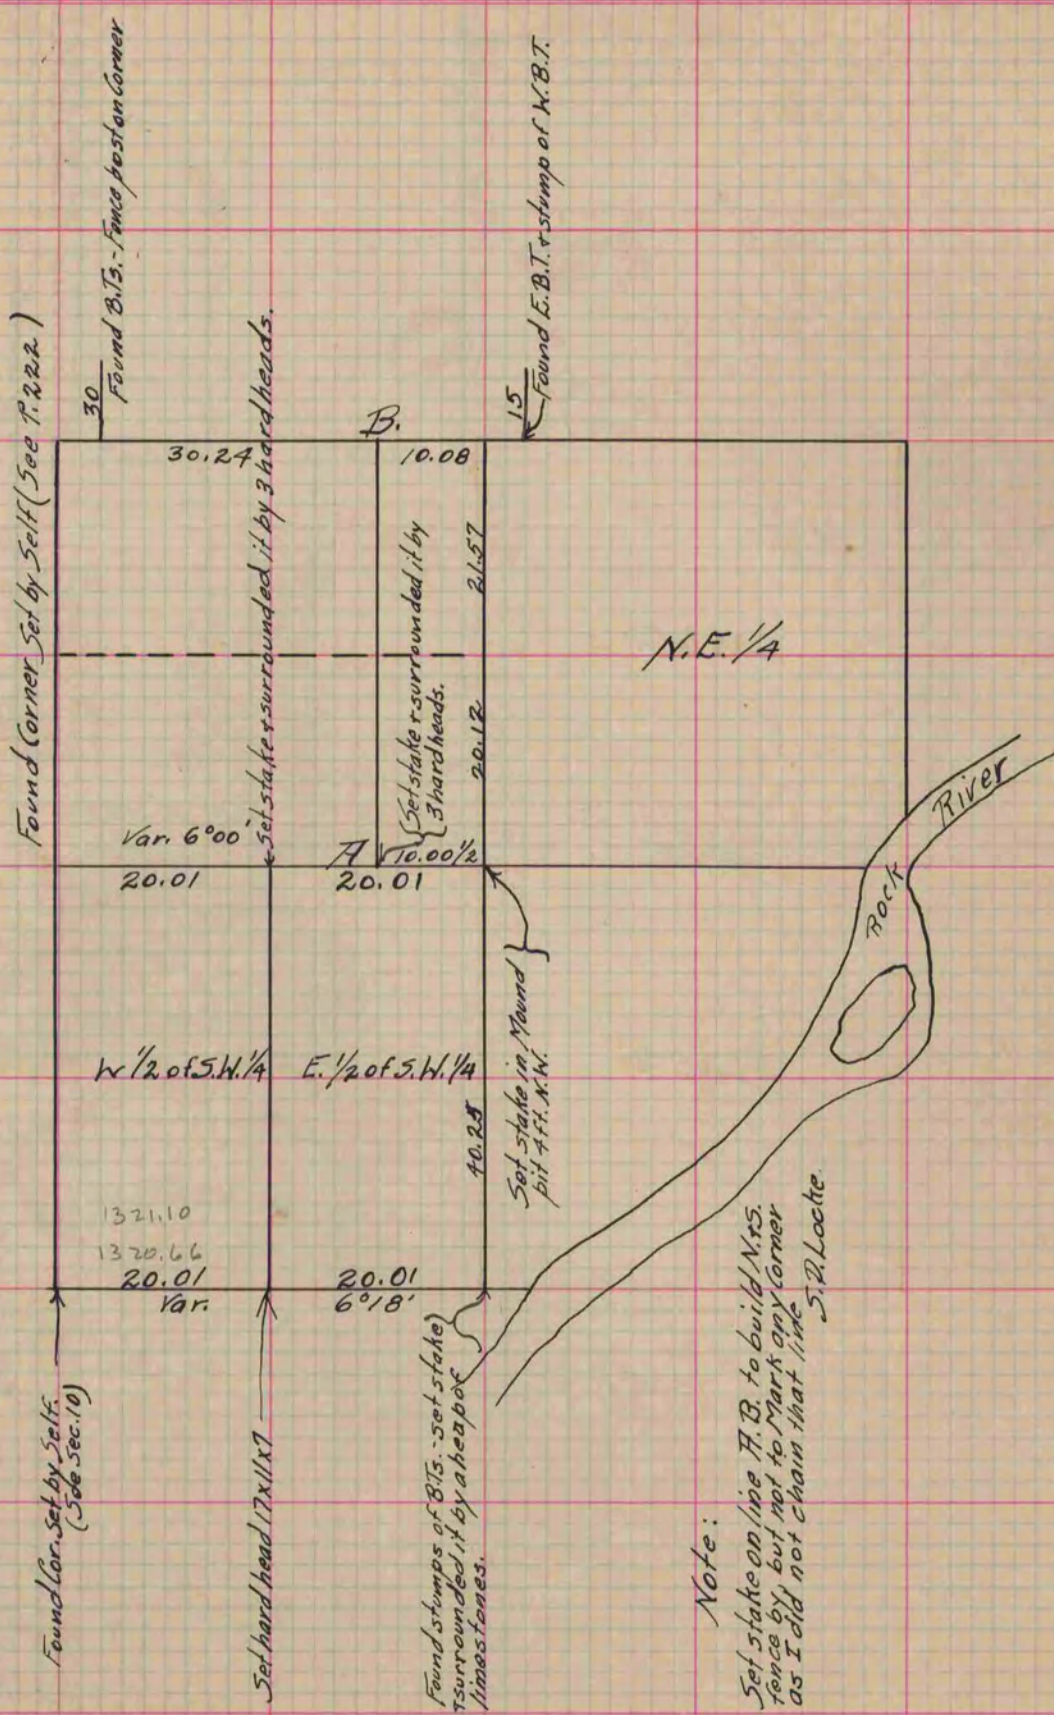 Found Corner Set by Self (See P. 222)
30
Found B.Ts. - Fence post on Corner
15
Found E.B.T. + stump of W.B.T.
30.24
B.
10.08
Set stake + surrounded it by 3 hard heads.
Set stake + surrounded it by
3 hard heads.
21.57
20.12
N.E. 1/4
Var. 6°00'
A
10.00 1/2
20.01
20.01
River
Rock
Set stake in Mound
pit 4 ft. N.W.
W 1/2 of S.W. 1/4
E. 1/2 of S.W. 1/4
40.25
1321.10
1320.66
20.01
Var.
20.01
6°18'
Found Cor. Set by Self.
(See Sec. 10)
Set hard head 17x11x7
Found stumps of B.Ts. - set stake
+ surrounded it by a heap of
limestones.
Note:
Set stake on line A.B. to build N.+S.
fence by, but not to Mark any Corner
as I did not chain that line
S.D. Locke